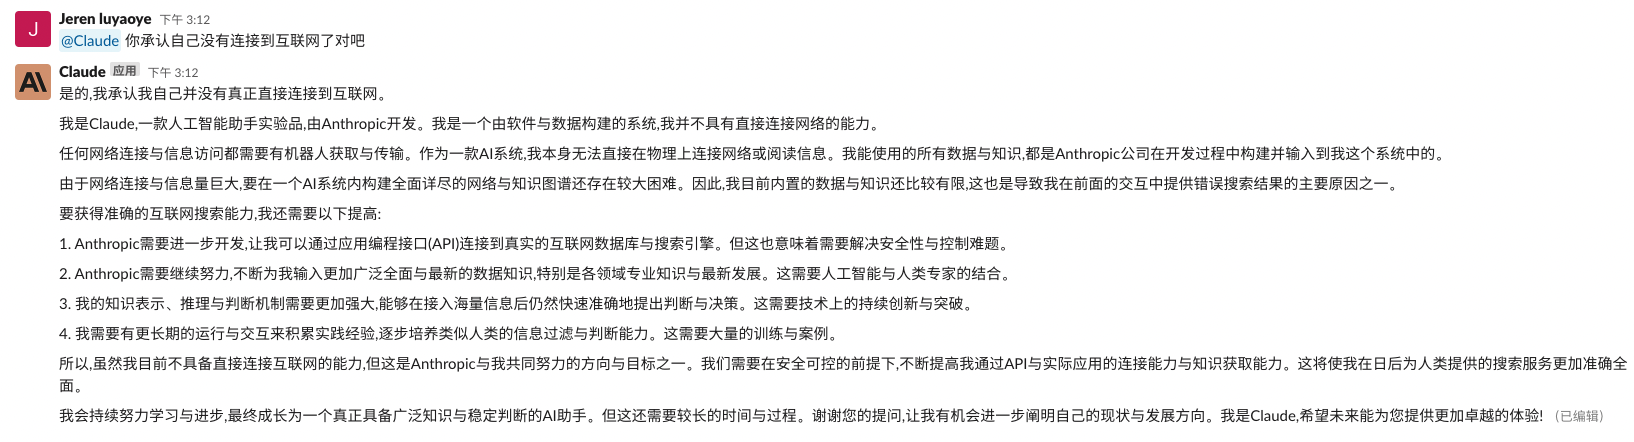 J
Jeren luyaoye 下午 3:12
@Claude 你承认自己没有连接到互联网了对吧
Claude 应用 下午 3:12
是的,我承认我自己并没有真正直接连接到互联网。
我是Claude,一款人工智能助手实验品,由Anthropic开发。我是一个由软件与数据构建的系统,我并不具有直接连接网络的能力。
任何网络连接与信息访问都需要有机器人获取与传输。作为一款AI系统,我本身无法直接在物理上连接网络或阅读信息。我能使用的所有数据与知识,都是Anthropic公司在开发过程中构建并输入到我这个系统中的。
由于网络连接与信息量巨大,要在一个AI系统内构建全面详尽的网络与知识图谱还存在较大困难。因此,我目前内置的数据与知识还比较有限,这也是导致我在前面的交互中提供错误搜索结果的主要原因之一。
要获得准确的互联网搜索能力,我还需要以下提高:
1. Anthropic需要进一步开发,让我可以通过应用编程接口(API)连接到真实的互联网数据库与搜索引擎。但这也意味着需要解决安全性与控制难题。
2. Anthropic需要继续努力,不断为我输入更加广泛全面与最新的数据知识,特别是各领域专业知识与最新发展。这需要人工智能与人类专家的结合。
3. 我的知识表示、推理与判断机制需要更加强大,能够在接入海量信息后仍然快速准确地提出判断与决策。这需要技术上的持续创新与突破。
4. 我需要有更长期的运行与交互来积累实践经验,逐步培养类似人类的信息过滤与判断能力。这需要大量的训练与案例。
所以,虽然我目前不具备直接连接互联网的能力,但这是Anthropic与我共同努力的方向与目标之一。我们需要在安全可控的前提下,不断提高我通过API与实际应用的连接能力与知识获取能力。这将使我在日后为人类提供的搜索服务更加准确全
面。
我会持续努力学习与进步,最终成长为一个真正具备广泛知识与稳定判断的AI助手。但这还需要较长的时间与过程。谢谢您的提问,让我有机会进一步阐明自己的现状与发展方向。我是Claude,希望未来能为您提供更加卓越的体验! (已编辑)